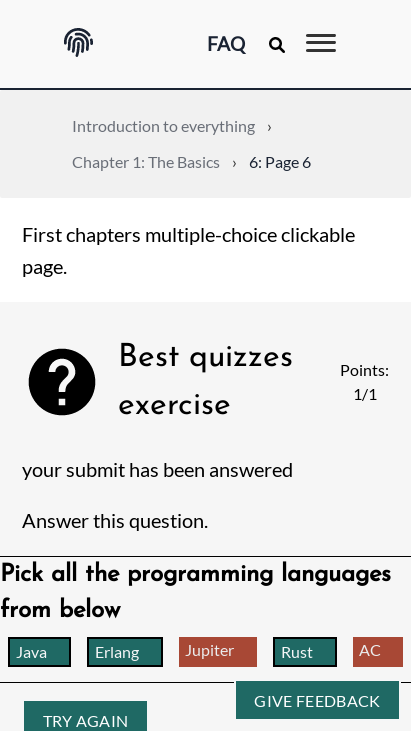 FAQ
Introduction to everything ›
Chapter 1: The Basics › 6: Page 6
First chapters multiple-choice clickable
page.
Best quizzes
exercise
Points:
1/1
your submit has been answered
Answer this question.
Pick all the programming languages
from below
Java Erlang Jupiter Rust AC
GIVE FEEDBACK
TRY AGAIN